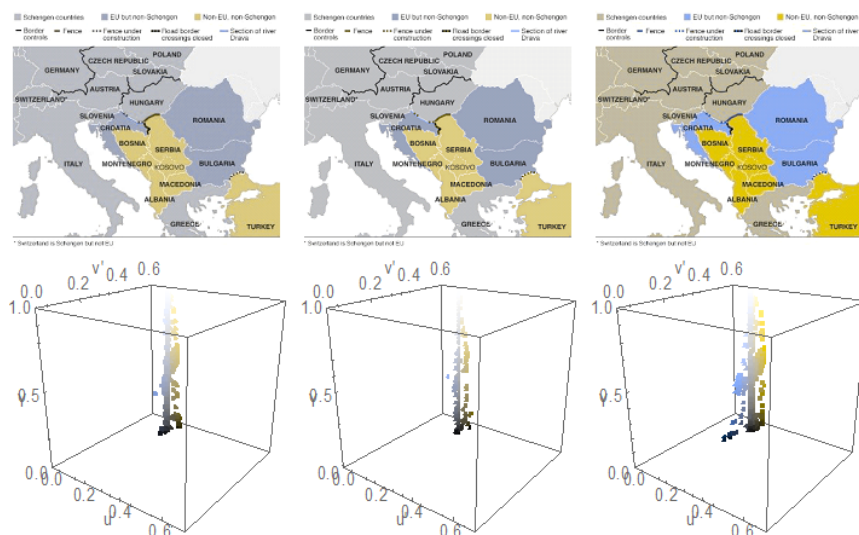 Schengen countries EU but non-Schengen Non-EU, non-Schengen
Border controls Fence Fence under construction Road border crossings closed Section of river Drava
POLAND
CZECH REPUBLIC
GERMANY
SLOVAKIA
AUSTRIA
SWITZERLAND*
HUNGARY
SLOVENIA
ROMANIA
CROATIA
BOSNIA
SERBIA
ITALY
MONTENEGRO KOSOVO BULGARIA
MACEDONIA
ALBANIA
GREECE
TURKEY
* Switzerland is Schengen but not EU
Schengen countries EU but non-Schengen Non-EU, non-Schengen
Border controls Fence Fence under construction Road border crossings closed Section of river Drava
POLAND
CZECH REPUBLIC
GERMANY
SLOVAKIA
AUSTRIA
SWITZERLAND*
HUNGARY
SLOVENIA
ROMANIA
CROATIA
BOSNIA
SERBIA
ITALY
MONTENEGRO KOSOVO BULGARIA
MACEDONIA
ALBANIA
GREECE
TURKEY
* Switzerland is Schengen but not EU
Schengen countries EU but non-Schengen Non-EU, non-Schengen
Border controls Fence Fence under construction Road border crossings closed Section of river Drava
POLAND
CZECH REPUBLIC
GERMANY
SLOVAKIA
AUSTRIA
SWITZERLAND*
HUNGARY
SLOVENIA
ROMANIA
CROATIA
BOSNIA
SERBIA
ITALY
MONTENEGRO KOSOVO BULGARIA
MACEDONIA
ALBANIA
GREECE
TURKEY
* Switzerland is Schengen but not EU
v'
0.0 0.2 0.4 0.6
1.0
0.5
Y
0.0
0.2
0.4
0.6
u'
v'
0.0 0.2 0.4 0.6
1.0
0.5
Y
0.0
0.2
0.4
0.6
u'
v'
0.0 0.2 0.4 0.6
1.0
0.5
Y
0.0
0.2
0.4
0.6
u'